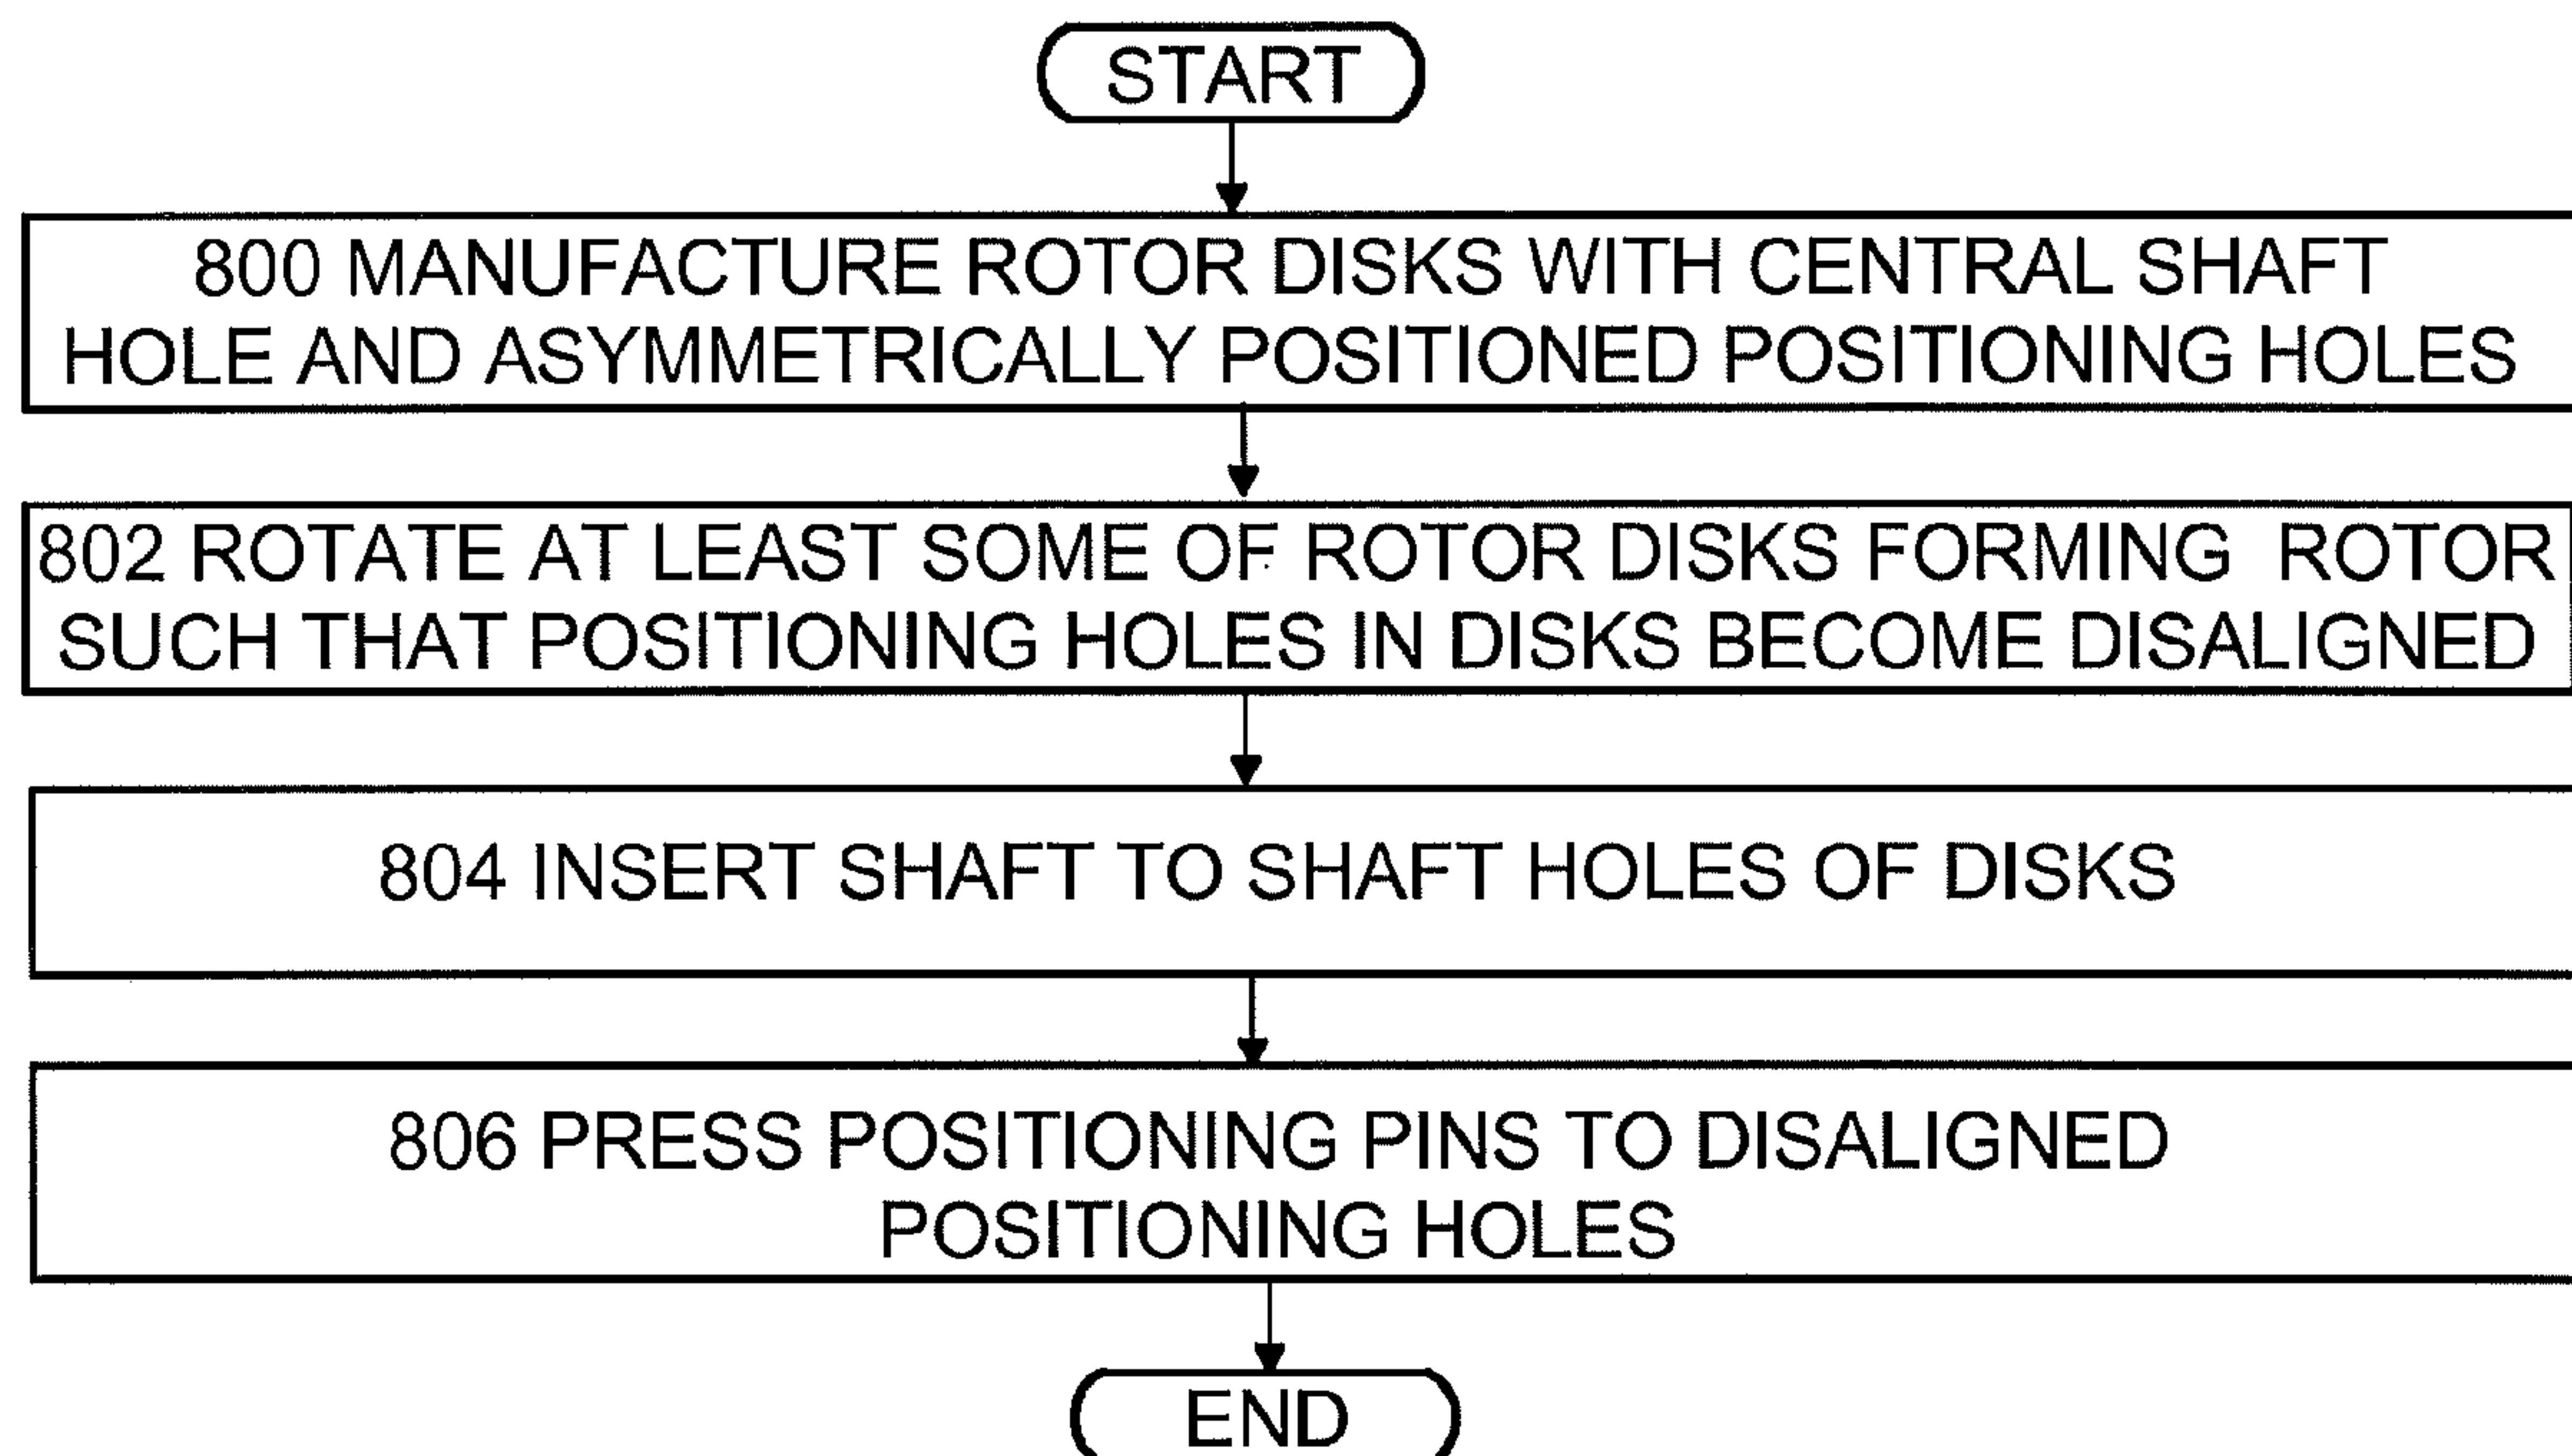 START
800 MANUFACTURE ROTOR DISKS WITH CENTRAL SHAFT
HOLE AND ASYMMETRICALLY POSITIONED POSITIONING HOLES
802 ROTATE AT LEAST SOME OF ROTOR DISKS FORMING ROTOR
SUCH THAT POSITIONING HOLES IN DISKS BECOME DISALIGNED
804 INSERT SHAFT TO SHAFT HOLES OF DISKS
806 PRESS POSITIONING PINS TO DISALIGNED
POSITIONING HOLES
END